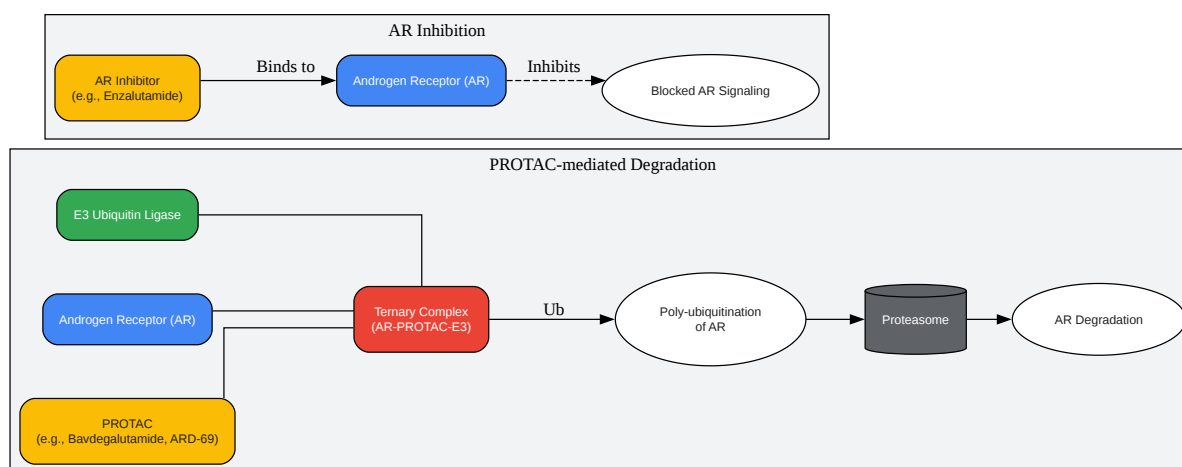 AR Inhibition
AR Inhibitor
(e.g., Enzalutamide)
Binds to
Androgen Receptor (AR)
Inhibits
Blocked AR Signaling
PROTAC-mediated Degradation
E3 Ubiquitin Ligase
Androgen Receptor (AR)
PROTAC
(e.g., Bavdegalutamide, ARD-69)
Ternary Complex
(AR-PROTAC-E3)
Ub
Poly-ubiquitination
of AR
Proteasome
AR Degradation